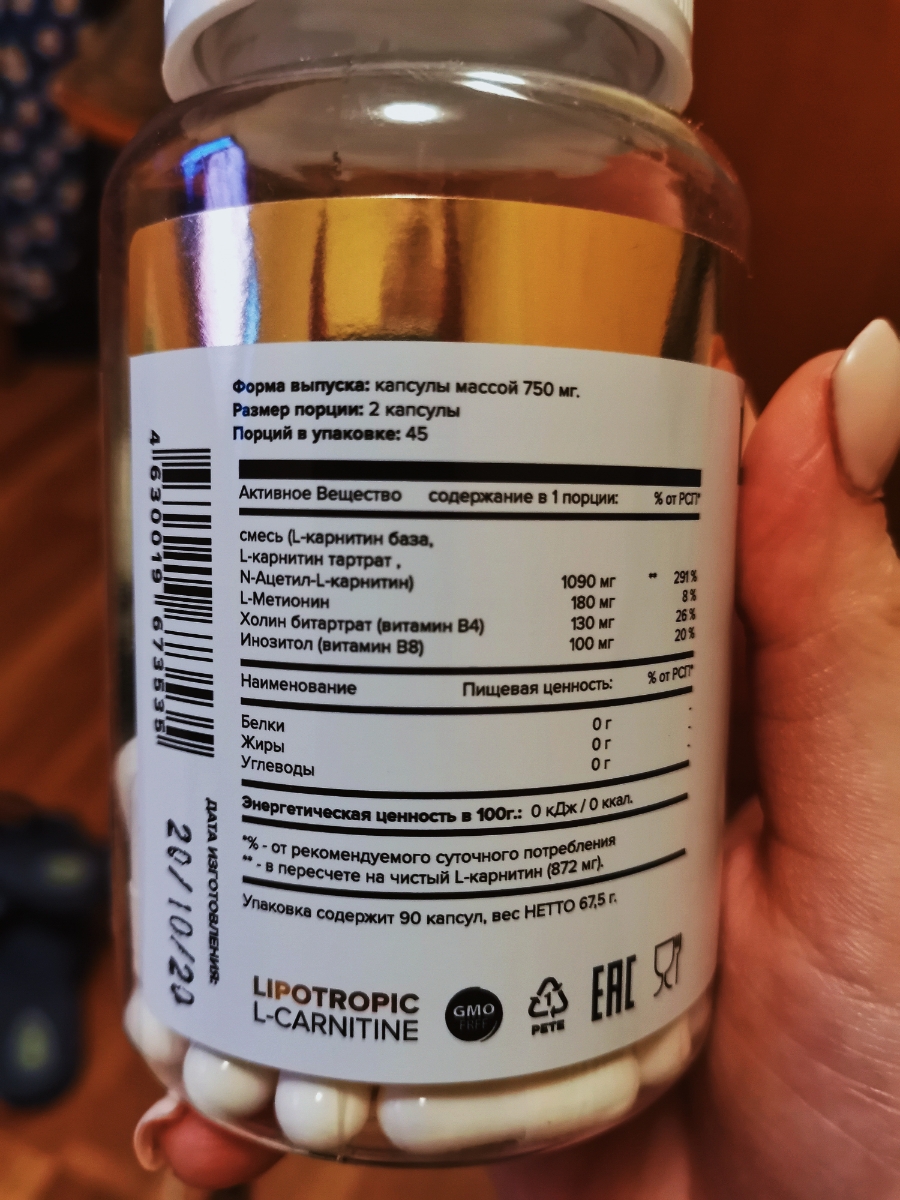 Форма выпуска: капсулы массой 750 мг.
Размер порции: 2 капсулы
Порций в упаковке: 45
Активное Вещество содержание в 1 порции: % от РСП*
смесь (L-карнитин база,
L-карнитин тартрат ,
N-Ацетил-L-карнитин) 1090 мг ** 291%
L-Метионин 180 мг 8%
Холин битартрат (витамин B4) 130 мг 26%
Инозитол (витамин B8) 100 мг 20%
Наименование Пищевая ценность: % от РСП*
Белки 0 г -
Жиры 0 г -
Углеводы 0 г
Энергетическая ценность в 100г.: 0 кДж / 0 ккал.
*% - от рекомендуемого суточного потребления
** - в пересчете на чистый L-карнитин (872 мг).
Упаковка содержит 90 капсул, вес НЕТТО 67,5 г.
LIPOTROPIC
L-CARNITINE
GMO
FREE
1
PETE
EAC
4 630019 673535
ДАТА ИЗГОТОВЛЕНИЯ:
20/10/20